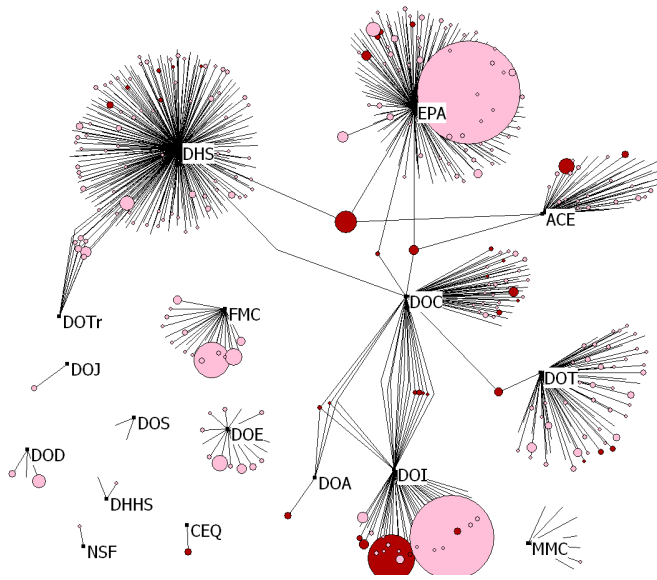 EPA
DHS
ACE
DOC
FMC
DOTr
DOJ
DOT
DOS
DOE
DOD
DOA
DOI
DHHS
CEQ
NSF
MMC